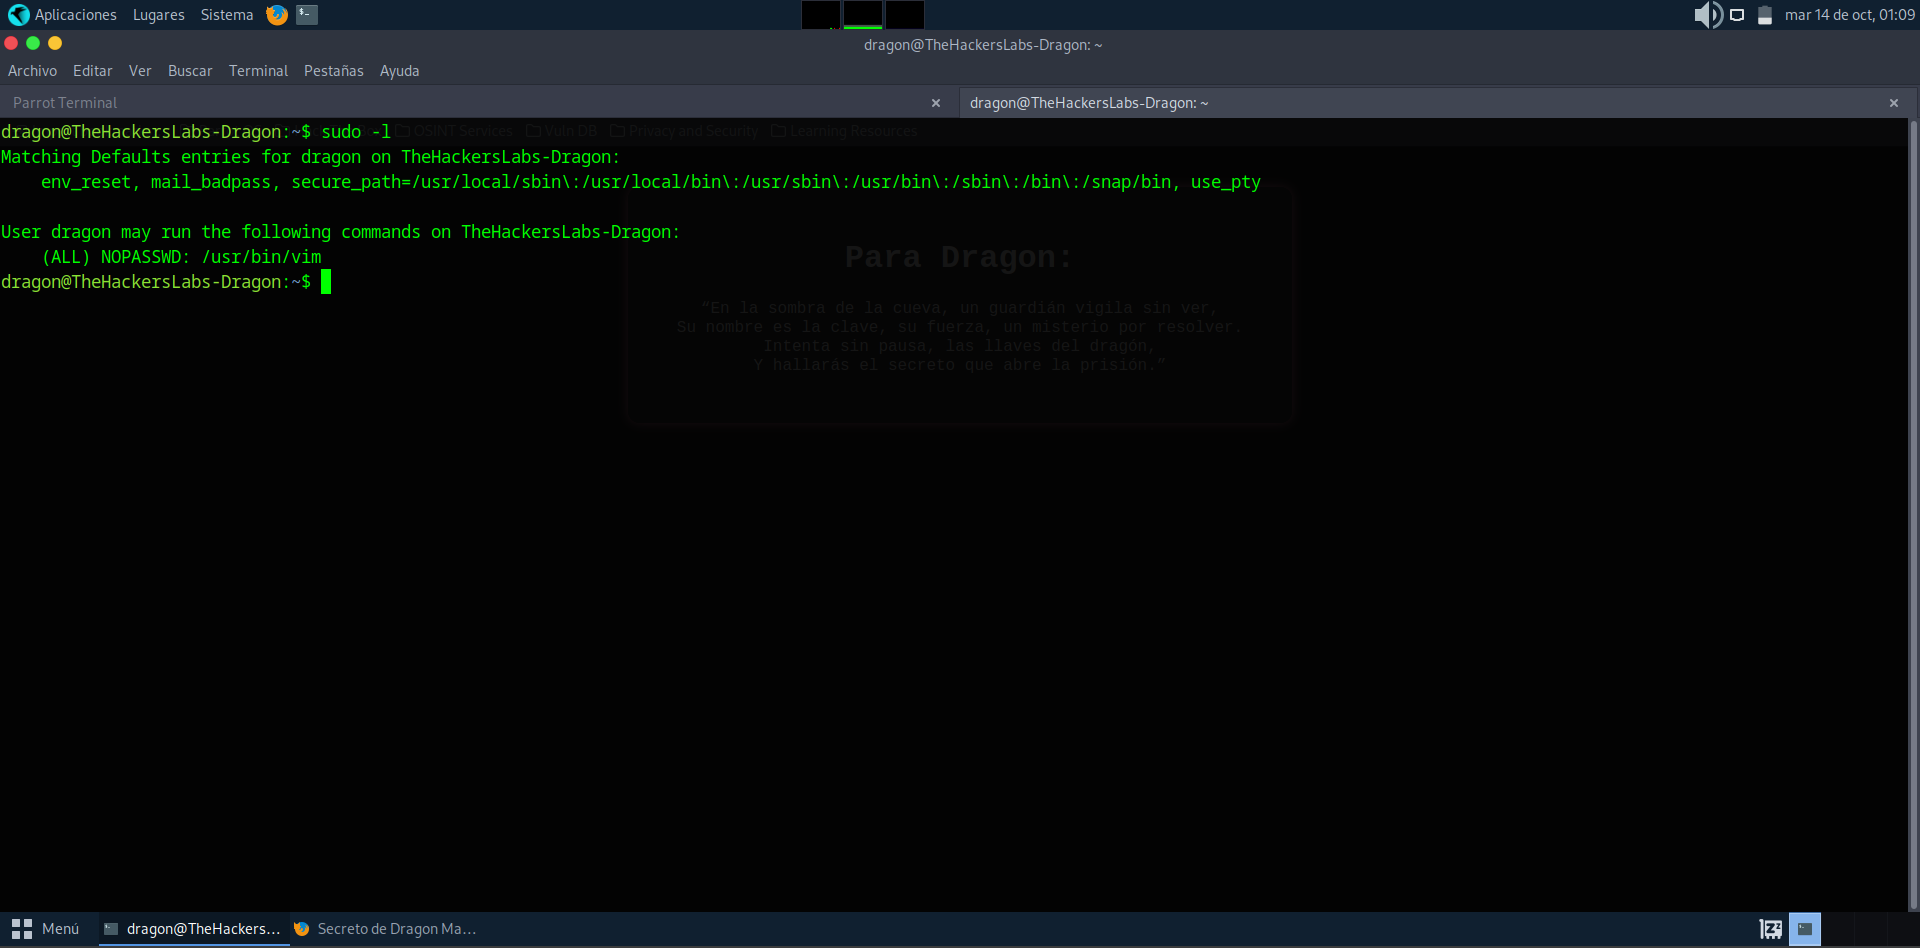 Aplicaciones Lugares Sistema mar 14 de oct, 01:09
dragon@TheHackersLabs-Dragon: ~
Archivo Editar Ver Buscar Terminal Pestañas Ayuda
Parrot Terminal × dragon@TheHackersLabs-Dragon: ~ ×
dragon@TheHackersLabs-Dragon:~$ sudo -l
OSINT Services Vuln DB Privacy and Security Learning Resources
Matching Defaults entries for dragon on TheHackersLabs-Dragon:
env_reset, mail_badpass, secure_path=/usr/local/sbin\:/usr/local/bin\:/usr/sbin\:/usr/bin\:/sbin\:/bin\:/snap/bin, use_pty
User dragon may run the following commands on TheHackersLabs-Dragon:
(ALL) NOPASSWD: /usr/bin/vim
dragon@TheHackersLabs-Dragon:~$
Para Dragon:
“En la sombra de la cueva, un guardián vigila sin ver,
Su nombre es la clave, su fuerza, un misterio por resolver.
Intenta sin pausa, las llaves del dragón,
Y hallarás el secreto que abre la prisión.”
Menú dragon@TheHackers... Secreto de Dragon Ma...